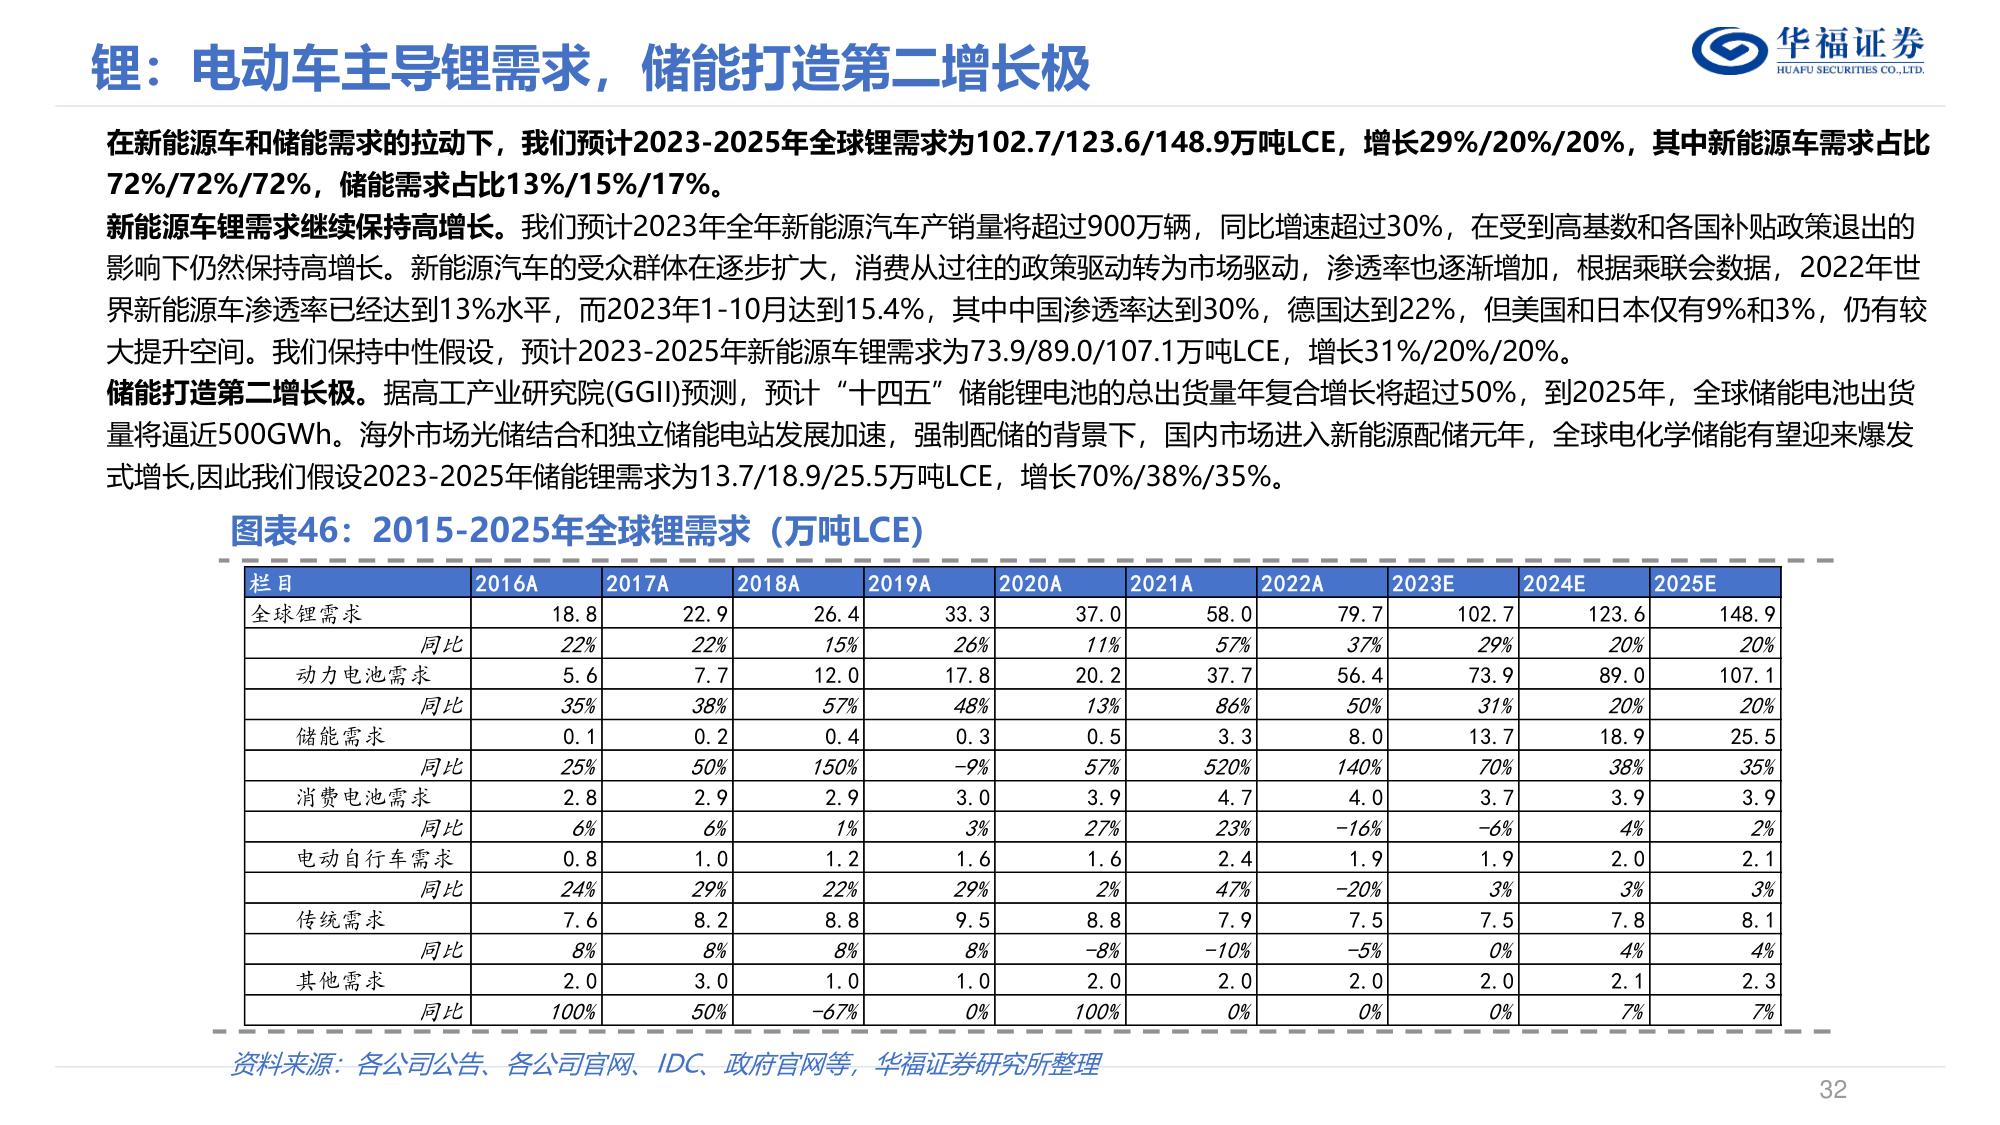 锂：电动车主导锂需求，储能打造第二增长极
华福证券
HUAFU SECURITIES CO.,LTD.
在新能源车和储能需求的拉动下，我们预计2023-2025年全球锂需求为102.7/123.6/148.9万吨LCE，增长29%/20%/20%，其中新能源车需求占比
72%/72%/72%，储能需求占比13%/15%/17%。
新能源车锂需求继续保持高增长。我们预计2023年全年新能源汽车产销量将超过900万辆，同比增速超过30%，在受到高基数和各国补贴政策退出的
影响下仍然保持高增长。新能源汽车的受众群体在逐步扩大，消费从过往的政策驱动转为市场驱动，渗透率也逐渐增加，根据乘联会数据，2022年世
界新能源车渗透率已经达到13%水平，而2023年1-10月达到15.4%，其中中国渗透率达到30%，德国达到22%，但美国和日本仅有9%和3%，仍有较
大提升空间。我们保持中性假设，预计2023-2025年新能源车锂需求为73.9/89.0/107.1万吨LCE，增长31%/20%/20%。
储能打造第二增长极。据高工产业研究院(GGII)预测，预计“十四五”储能锂电池的总出货量年复合增长将超过50%，到2025年，全球储能电池出货
量将逼近500GWh。海外市场光储结合和独立储能电站发展加速，强制配储的背景下，国内市场进入新能源配储元年，全球电化学储能有望迎来爆发
式增长,因此我们假设2023-2025年储能锂需求为13.7/18.9/25.5万吨LCE，增长70%/38%/35%。
图表46：2015-2025年全球锂需求（万吨LCE）
栏目 2016A 2017A 2018A 2019A 2020A 2021A 2022A 2023E 2024E 2025E
全球锂需求 18.8 22.9 26.4 33.3 37.0 58.0 79.7 102.7 123.6 148.9
同比 22% 22% 15% 26% 11% 57% 37% 29% 20% 20%
动力电池需求 5.6 7.7 12.0 17.8 20.2 37.7 56.4 73.9 89.0 107.1
同比 35% 38% 57% 48% 13% 86% 50% 31% 20% 20%
储能需求 0.1 0.2 0.4 0.3 0.5 3.3 8.0 13.7 18.9 25.5
同比 25% 50% 150% -9% 57% 520% 140% 70% 38% 35%
消费电池需求 2.8 2.9 2.9 3.0 3.9 4.7 4.0 3.7 3.9 3.9
同比 6% 6% 1% 3% 27% 23% -16% -6% 4% 2%
电动自行车需求 0.8 1.0 1.2 1.6 1.6 2.4 1.9 1.9 2.0 2.1
同比 24% 29% 22% 29% 2% 47% -20% 3% 3% 3%
传统需求 7.6 8.2 8.8 9.5 8.8 7.9 7.5 7.5 7.8 8.1
同比 8% 8% 8% 8% -8% -10% -5% 0% 4% 4%
其他需求 2.0 3.0 1.0 1.0 2.0 2.0 2.0 2.0 2.1 2.3
同比 100% 50% -67% 0% 100% 0% 0% 0% 7% 7%
资料来源：各公司公告、各公司官网、IDC、政府官网等，华福证券研究所整理
32